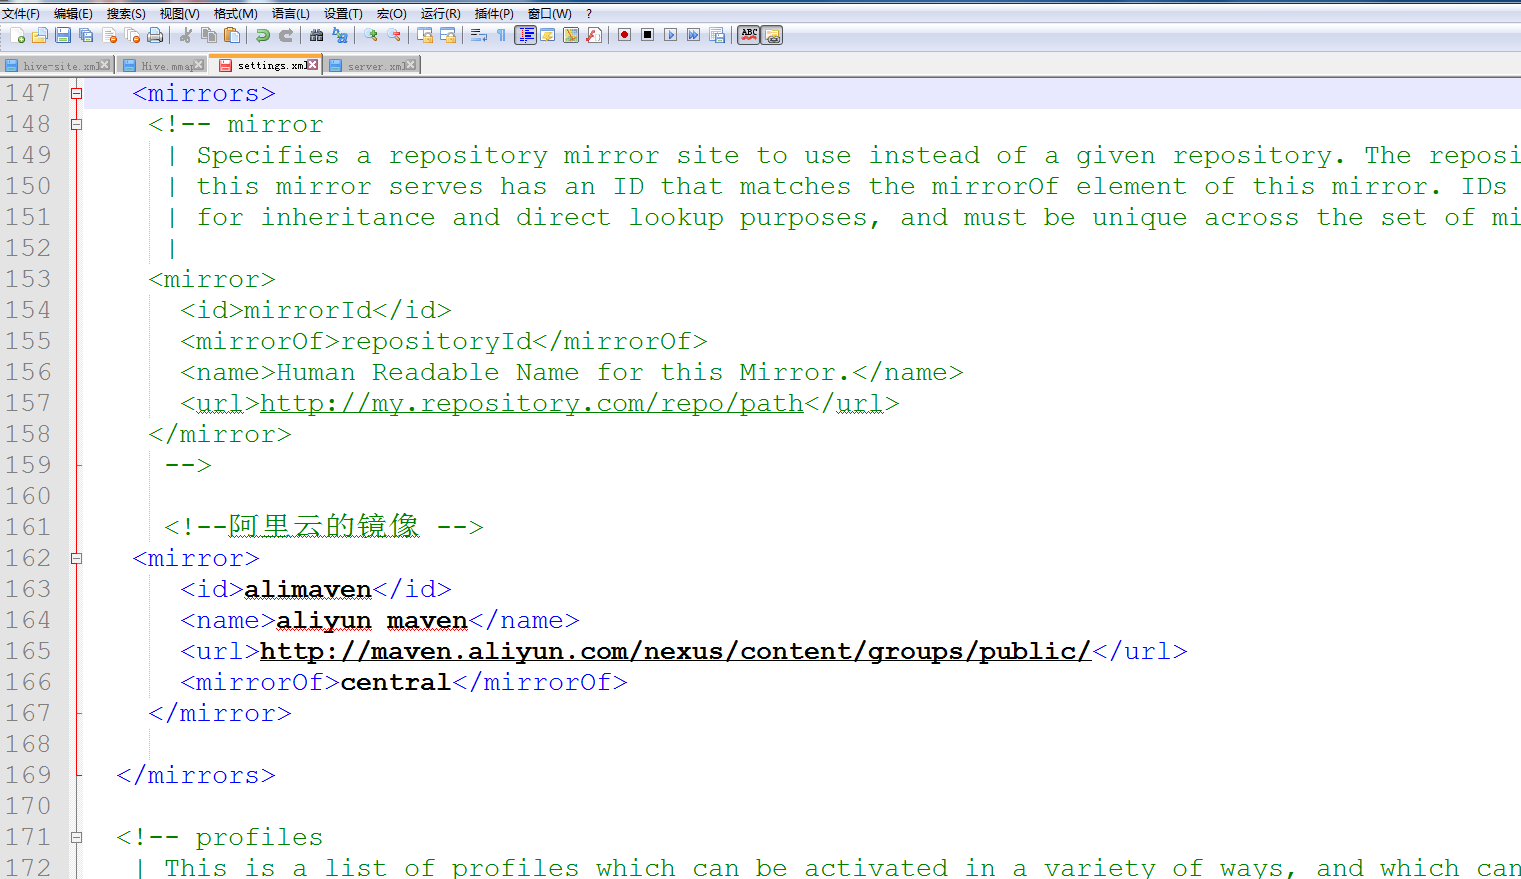 文件(F) 编辑(E) 搜索(S) 视图(V) 格式(M) 语言(L) 设置(T) 宏(O) 运行(R) 插件(P) 窗口(W) ?
hive-site.xml Hive.mmap settings.xml server.xml
147 <mirrors>
148 <!-- mirror
149 | Specifies a repository mirror site to use instead of a given repository. The reposi
150 | this mirror serves has an ID that matches the mirrorOf element of this mirror. IDs
151 | for inheritance and direct lookup purposes, and must be unique across the set of mi
152 |
153 <mirror>
154 <id>mirrorId</id>
155 <mirrorOf>repositoryId</mirrorOf>
156 <name>Human Readable Name for this Mirror.</name>
157 <url>http://my.repository.com/repo/path</url>
158 </mirror>
159 -->
160
161 <!--阿里云的镜像 -->
162 <mirror>
163 <id>alimaven</id>
164 <name>aliyun maven</name>
165 <url>http://maven.aliyun.com/nexus/content/groups/public/</url>
166 <mirrorOf>central</mirrorOf>
167 </mirror>
168
169 </mirrors>
170
171 <!-- profiles
172 | This is a list of profiles which can be activated in a variety of ways, and which can